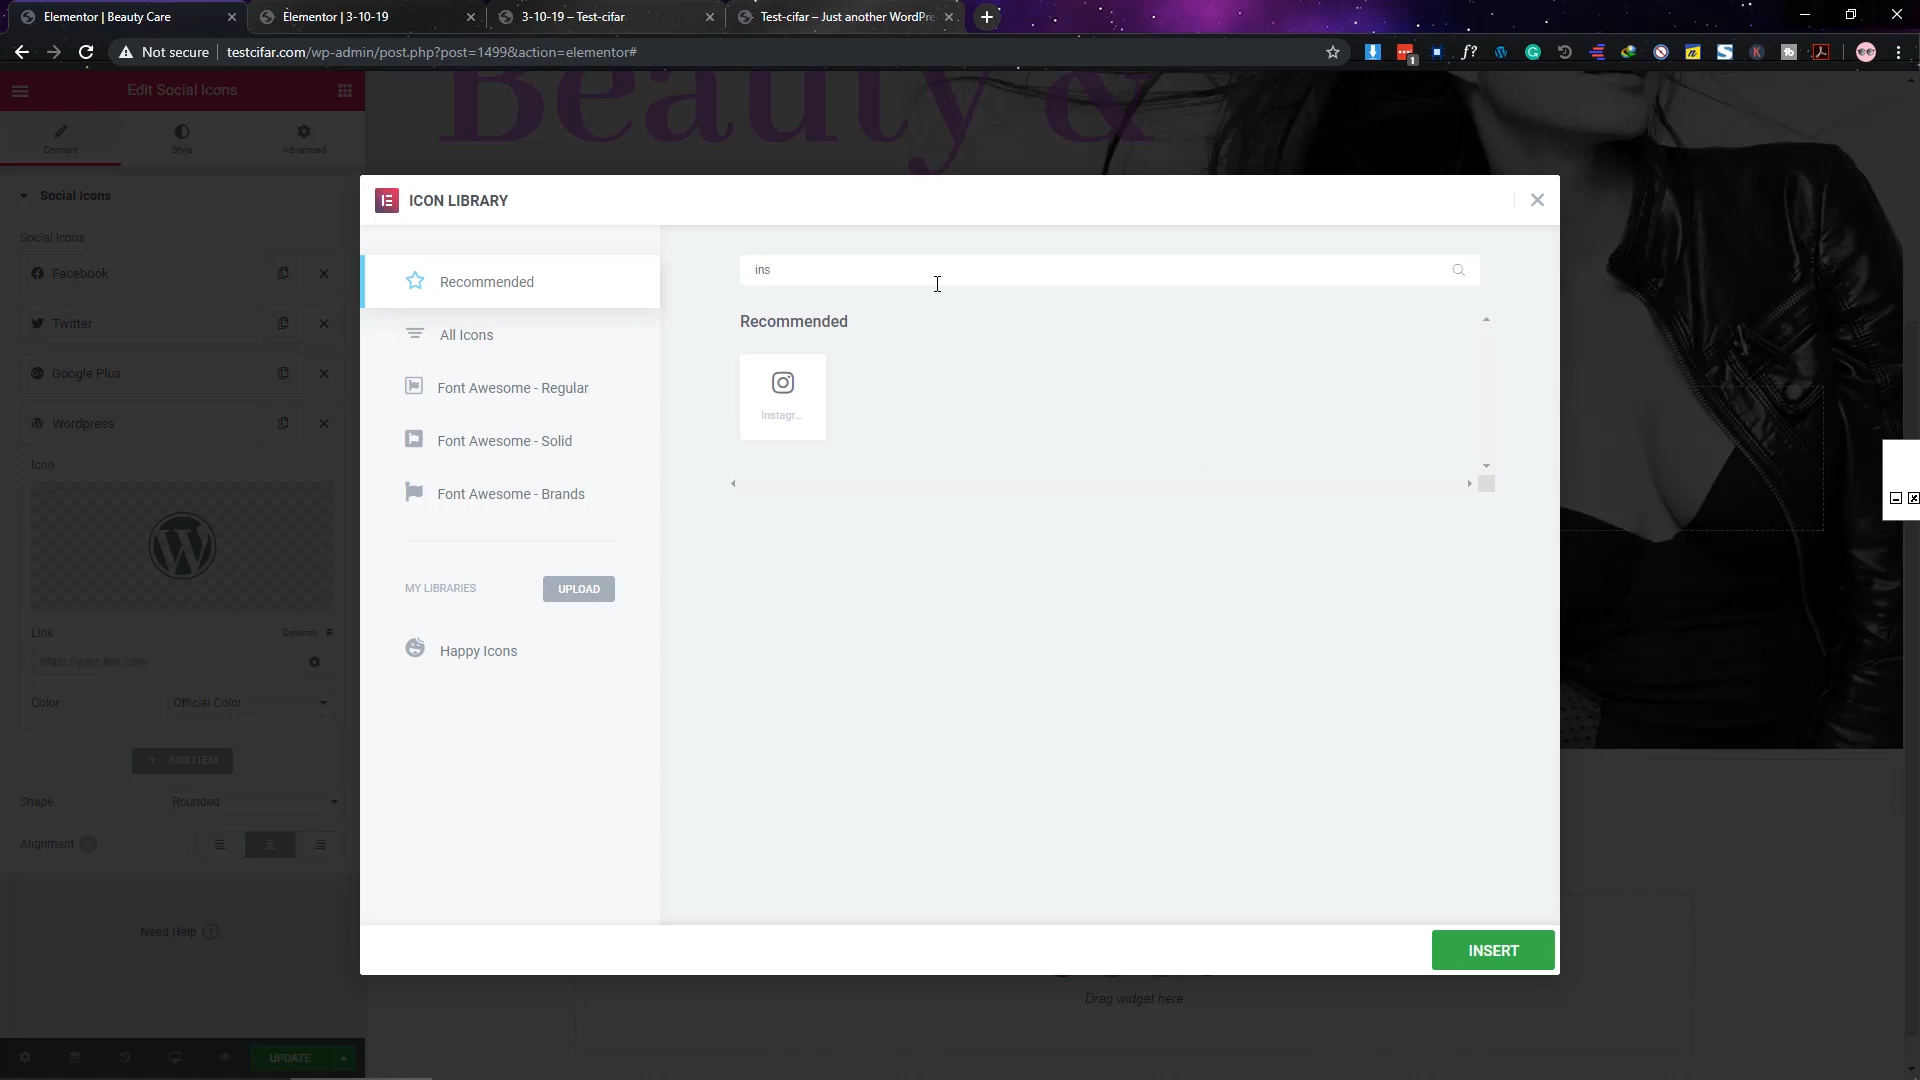 Elementor | Beauty Care
Elementor | 3-10-19
3-10-19 – Test-cifar
Test-cifar – Just another WordPre
Not secure
testcifar.com/wp-admin/post.php?post=1499&action=elementor#
1
Edit Social Icons
Content
Style
Advanced
Social Icons
Social Icons
Facebook
Twitter
Google Plus
Wordpress
Icon
Link
Dynamic
https://your-link.com
Color
Official Color
ADD ITEM
Shape
Rounded
Alignment
Need Help
UPDATE
Beauty &
ICON LIBRARY
Recommended
All Icons
Font Awesome - Regular
Font Awesome - Solid
Font Awesome - Brands
MY LIBRARIES
UPLOAD
Happy Icons
ins
Recommended
Instagr...
INSERT
Drag widget here